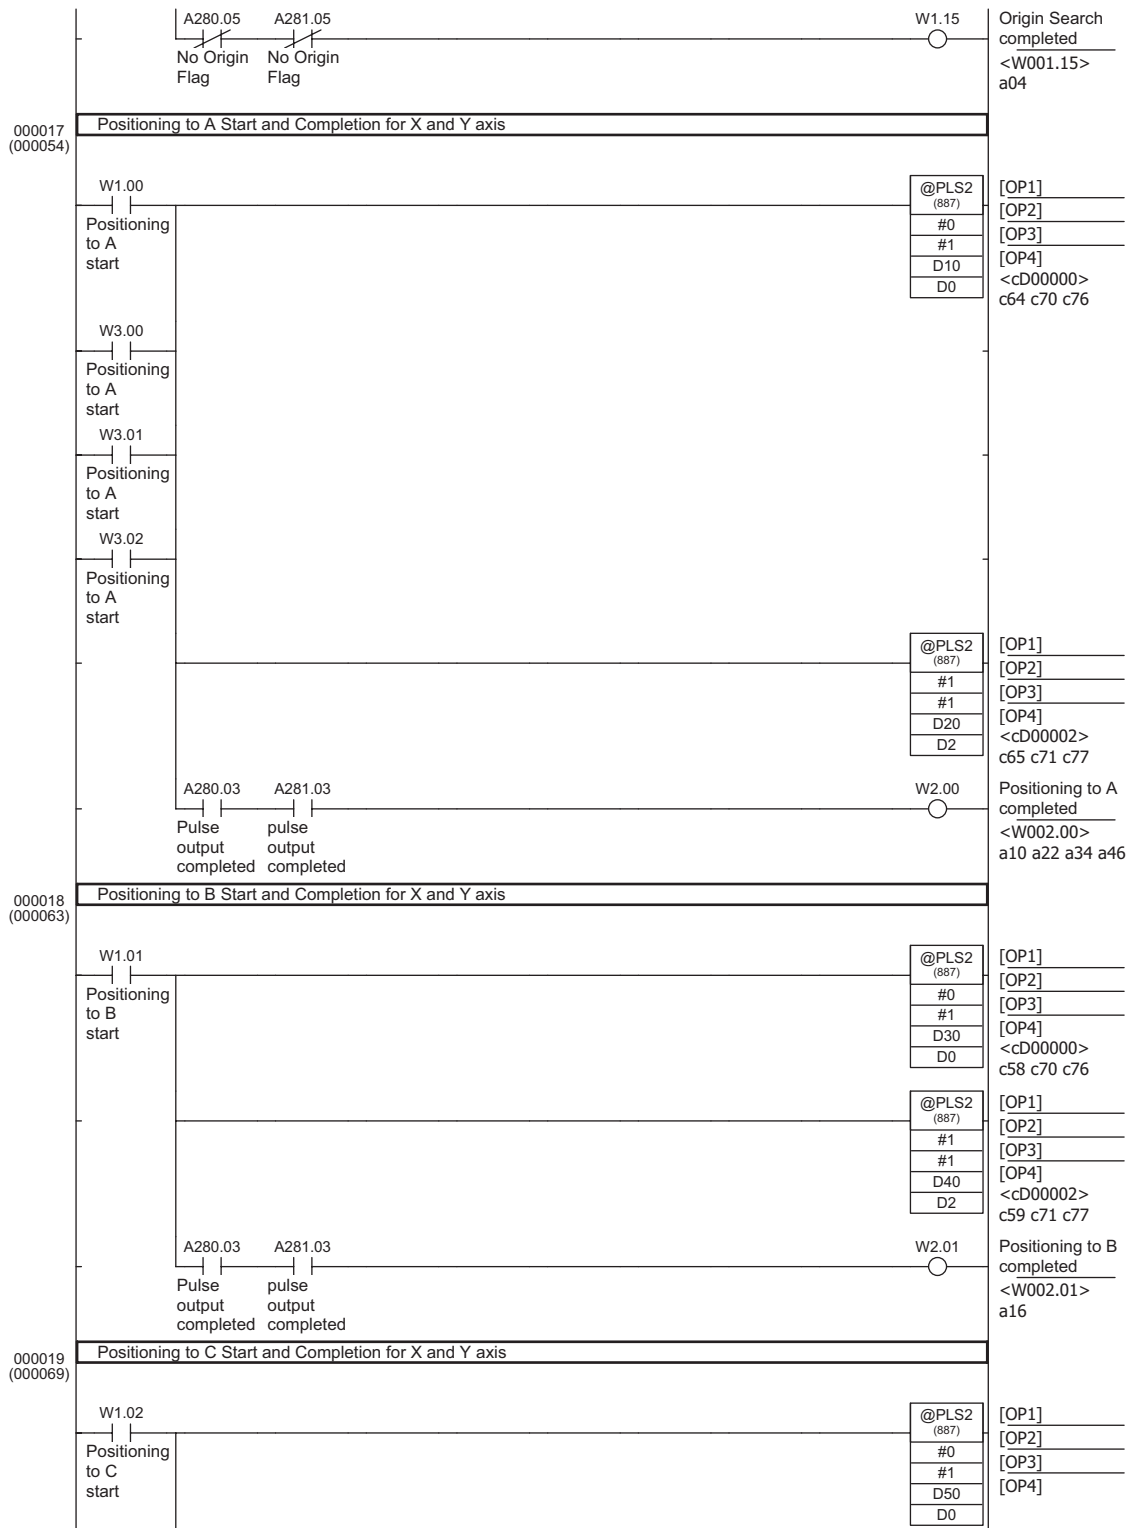 A280.05 A281.05 W1.15 Origin Search
completed
No Origin No Origin <W001.15>
Flag Flag a04
000017 Positioning to A Start and Completion for X and Y axis
(000054)
W1.00 @PLS2 [OP1]
(887) [OP2]
Positioning #0 [OP3]
to A #1 [OP4]
start D10 <cD00000>
D0 c64 c70 c76
W3.00
Positioning
to A
start
W3.01
Positioning
to A
start
W3.02
Positioning
to A
start
@PLS2 [OP1]
(887) [OP2]
#1 [OP3]
#1 [OP4]
D20 <cD00002>
D2 c65 c71 c77
A280.03 A281.03 W2.00 Positioning to A
completed
Pulse pulse <W002.00>
output output a10 a22 a34 a46
completed completed
000018 Positioning to B Start and Completion for X and Y axis
(000063)
W1.01 @PLS2 [OP1]
(887) [OP2]
Positioning #0 [OP3]
to B #1 [OP4]
start D30 <cD00000>
D0 c58 c70 c76
@PLS2 [OP1]
(887) [OP2]
#1 [OP3]
#1 [OP4]
D40 <cD00002>
D2 c59 c71 c77
A280.03 A281.03 W2.01 Positioning to B
completed
Pulse pulse <W002.01>
output output a16
completed completed
000019 Positioning to C Start and Completion for X and Y axis
(000069)
W1.02 @PLS2 [OP1]
(887) [OP2]
Positioning #0 [OP3]
to C #1 [OP4]
start D50
D0